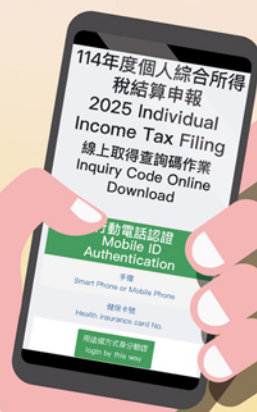 114年度個人綜合所得
稅結算申報
2025 Individual
Income Tax Filing
線上取得查詢碼作業
Inquiry Code Online
Download
行動電話認證
Mobile ID
Authentication
手機
Smart Phone or Mobile Phone
健保卡號
Health insurance card No.
用這個方式身分驗證
login by this way